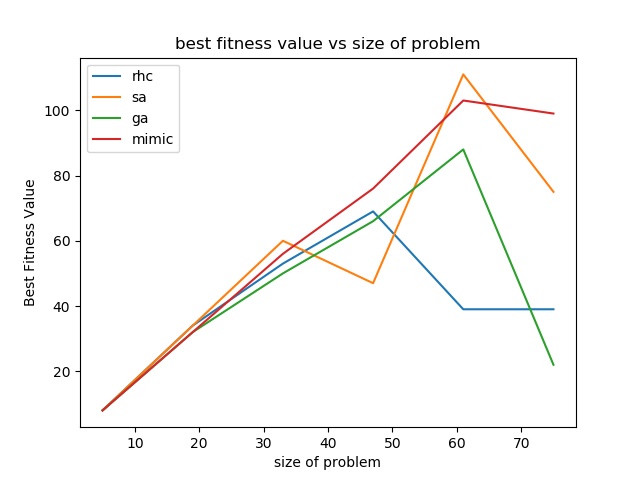 best fitness value vs size of problem
rhc
sa
ga
mimic
Best Fitness Value
100
80
60
40
20
10 20 30 40 50 60 70
size of problem